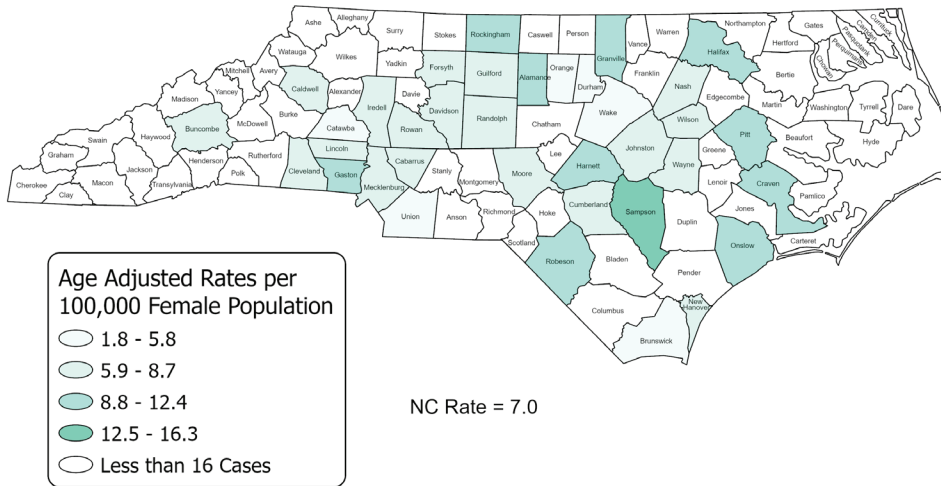 Ashe
Alleghany
Surry
Stokes
Rockingham
Caswell
Person
Granville
Vance
Warren
Northampton
Halifax
Hertford
Gates
Chowan
Perquimans
Pasquotank
Camden
Currituck
Watauga
Wilkes
Yadkin
Forsyth
Guilford
Alamance
Orange
Durham
Franklin
Nash
Edgecombe
Bertie
Martin
Washington
Tyrrell
Dare
Mitchell
Avery
Yancey
Madison
Caldwell
Alexander
Iredell
Davie
Davidson
Randolph
Chatham
Wake
Wilson
Pitt
Beaufort
Hyde
Burke
McDowell
Buncombe
Haywood
Swain
Graham
Catawba
Rowan
Lincoln
Lee
Johnston
Greene
Wayne
Cherokee
Clay
Macon
Jackson
Transylvania
Henderson
Polk
Rutherford
Cleveland
Gaston
Mecklenburg
Cabarrus
Stanly
Montgomery
Moore
Harnett
Lenoir
Craven
Pamlico
Union
Anson
Richmond
Scotland
Hoke
Cumberland
Sampson
Duplin
Jones
Carteret
Onslow
Robeson
Bladen
Pender
Columbus
New
Hanover
Brunswick
Age Adjusted Rates per
100,000 Female Population
1.8 - 5.8
5.9 - 8.7
8.8 - 12.4
12.5 - 16.3
Less than 16 Cases
NC Rate = 7.0